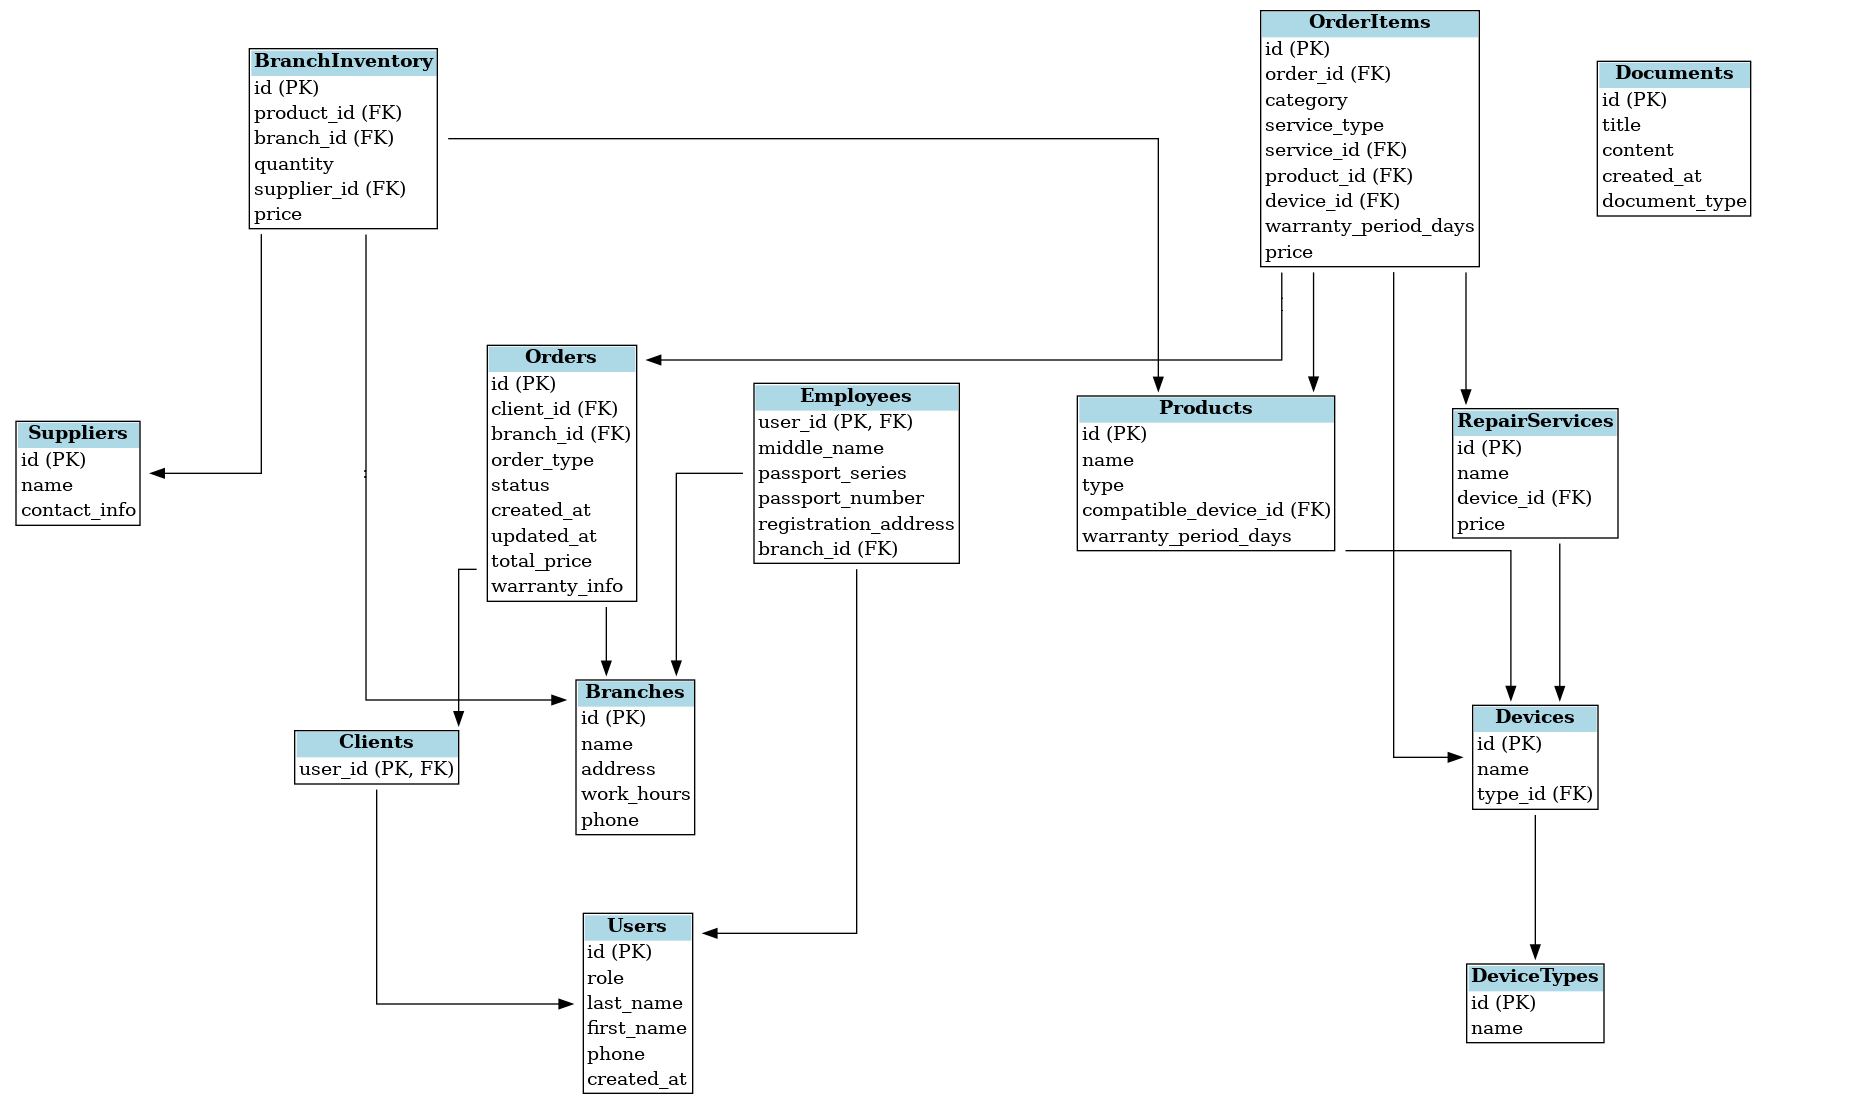 BranchInventory
id (PK)
product_id (FK)
branch_id (FK)
quantity
supplier_id (FK)
price
OrderItems
id (PK)
order_id (FK)
category
service_type
service_id (FK)
product_id (FK)
device_id (FK)
warranty_period_days
price
Documents
id (PK)
title
content
created_at
document_type
Suppliers
id (PK)
name
contact_info
Orders
id (PK)
client_id (FK)
branch_id (FK)
order_type
status
created_at
updated_at
total_price
warranty_info
Employees
user_id (PK, FK)
middle_name
passport_series
passport_number
registration_address
branch_id (FK)
Products
id (PK)
name
type
compatible_device_id (FK)
warranty_period_days
RepairServices
id (PK)
name
device_id (FK)
price
Clients
user_id (PK, FK)
Branches
id (PK)
name
address
work_hours
phone
Devices
id (PK)
name
type_id (FK)
Users
id (PK)
role
last_name
first_name
phone
created_at
DeviceTypes
id (PK)
name